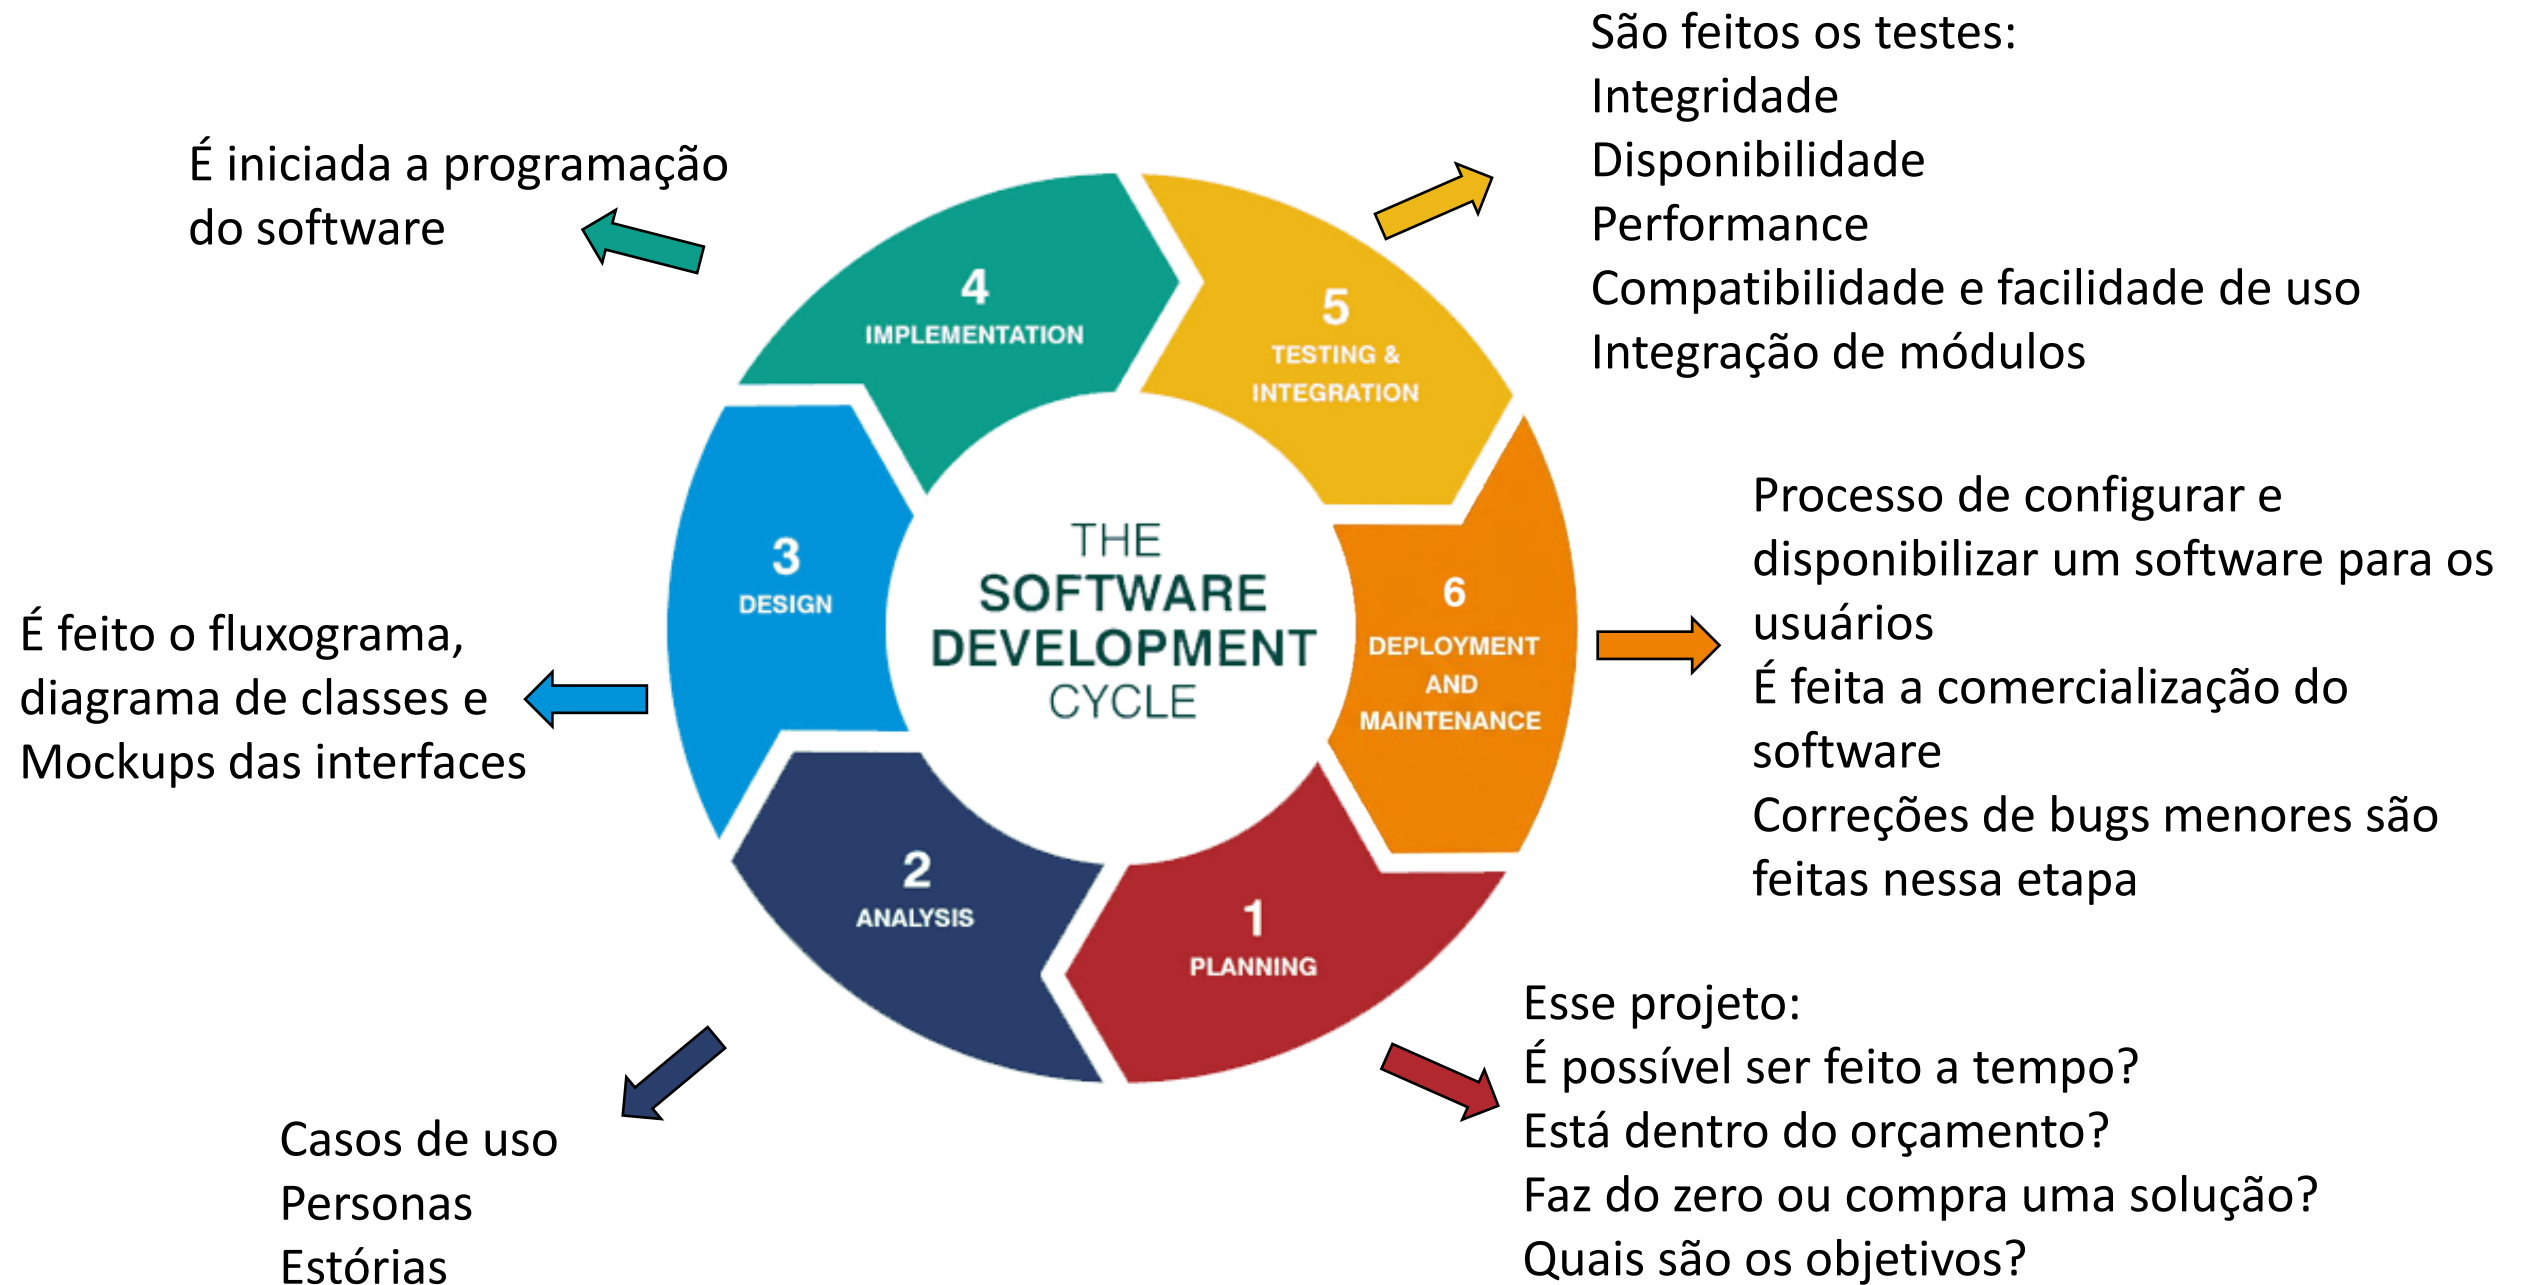 São feitos os testes:
Integridade
Disponibilidade
Performance
Compatibilidade e facilidade de uso
Integração de módulos
É iniciada a programação
do software
4
IMPLEMENTATION
5
TESTING &
INTEGRATION
Processo de configurar e
disponibilizar um software para os
usuários
É feita a comercialização do
software
Correções de bugs menores são
feitas nessa etapa
THE
SOFTWARE
DEVELOPMENT
CYCLE
3
DESIGN
6
DEPLOYMENT
AND
MAINTENANCE
É feito o fluxograma,
diagrama de classes e
Mockups das interfaces
2
ANALYSIS
1
PLANNING
Esse projeto:
É possível ser feito a tempo?
Está dentro do orçamento?
Faz do zero ou compra uma solução?
Quais são os objetivos?
Casos de uso
Personas
Estórias